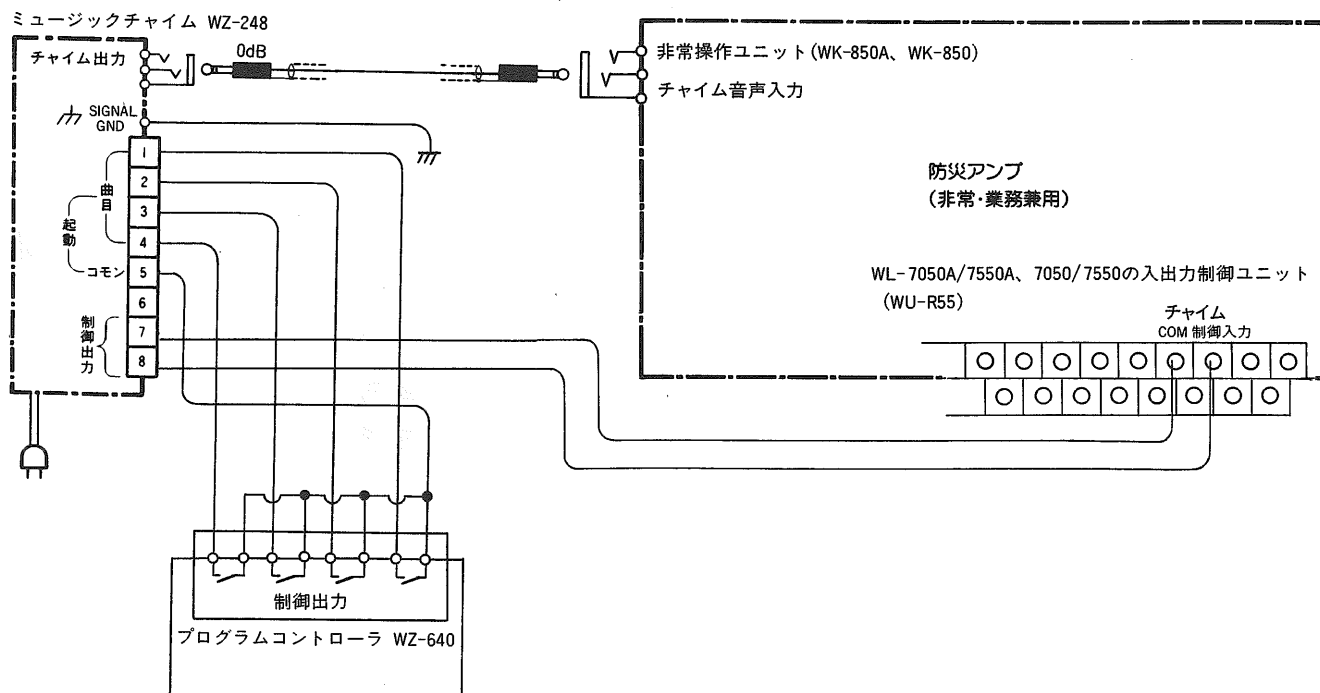 ミュージックチャイム WZ-248
チャイム出力
0dB
SIGNAL
GND
1
2
3
4
5
6
7
8
曲目
起動
コモン
制御出力
非常操作ユニット(WK-850A、WK-850)
チャイム音声入力
防災アンプ
(非常・業務兼用)
WL-7050A/7550A、7050/7550の入出力制御ユニット
(WU-R55)
チャイム
COM 制御入力
制御出力
プログラムコントローラ WZ-640